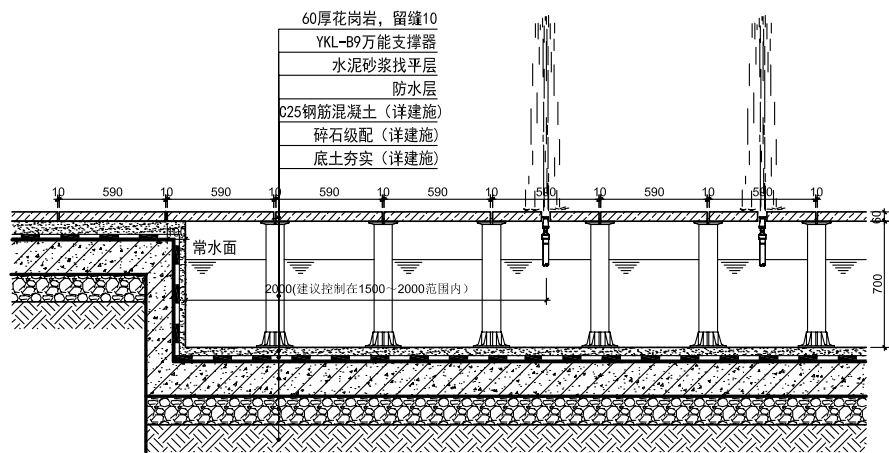 60厚花岗岩，留缝10
YKL-B9万能支撑器
水泥砂浆找平层
防水层
C25钢筋混凝土（详建施）
碎石级配（详建施）
底土夯实（详建施）
10 590 10 590 10 590 10 590 10 590 10 590 10 590 10
60
常水面
2000(建议控制在1500～2000范围内）
700